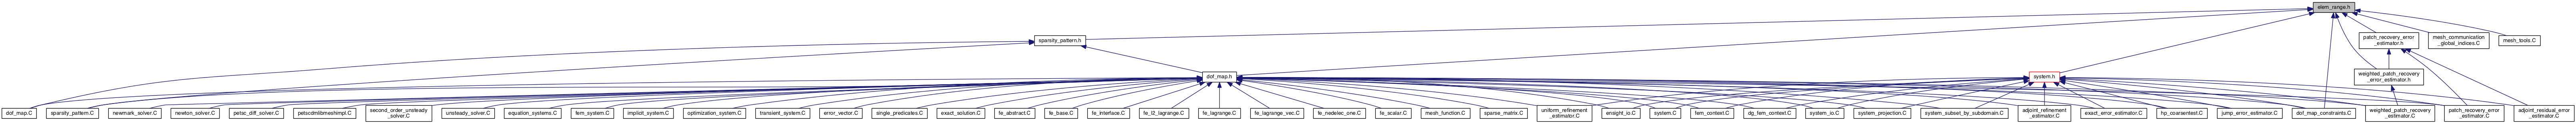 elem_range.h
sparsity_pattern.h
patch_recovery_error
_estimator.h
mesh_communication
_global_indices.C
mesh_tools.C
dof_map.h
system.h
weighted_patch_recovery
_error_estimator.h
dof_map.C
sparsity_pattern.C
newmark_solver.C
newton_solver.C
petsc_diff_solver.C
petscdmlibmeshimpl.C
second_order_unsteady
_solver.C
unsteady_solver.C
equation_systems.C
fem_system.C
implicit_system.C
optimization_system.C
transient_system.C
error_vector.C
single_predicates.C
exact_solution.C
fe_abstract.C
fe_base.C
fe_interface.C
fe_l2_lagrange.C
fe_lagrange.C
fe_lagrange_vec.C
fe_nedelec_one.C
fe_scalar.C
mesh_function.C
sparse_matrix.C
uniform_refinement
_estimator.C
ensight_io.C
system.C
fem_context.C
dg_fem_context.C
system_io.C
system_projection.C
system_subset_by_subdomain.C
adjoint_refinement
_estimator.C
exact_error_estimator.C
hp_coarsentest.C
jump_error_estimator.C
dof_map_constraints.C
weighted_patch_recovery
_error_estimator.C
patch_recovery_error
_estimator.C
adjoint_residual_error
_estimator.C